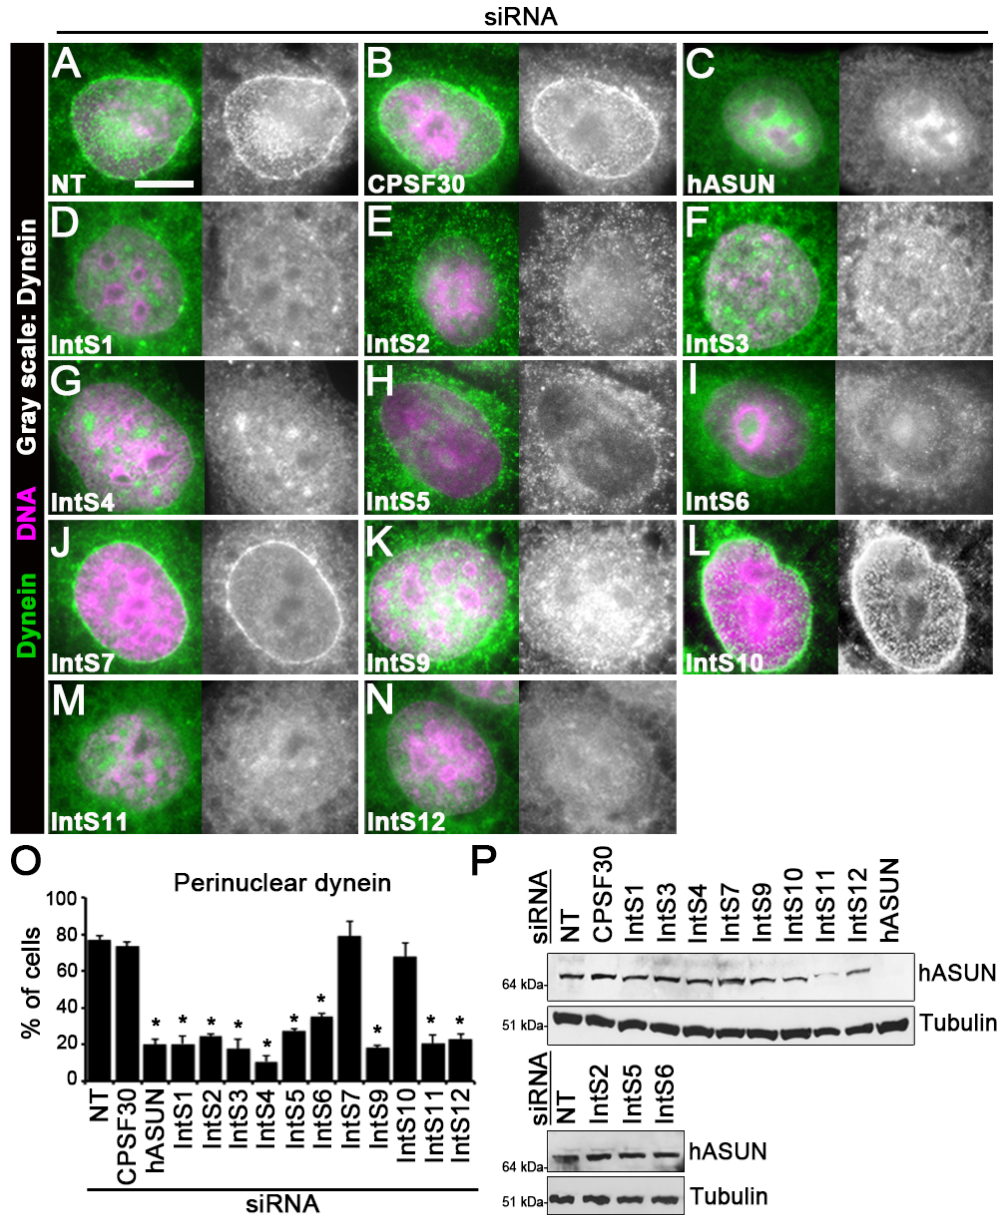 siRNA
Dynein DNA Gray scale: Dynein
A
NT
B
CPSF30
C
hASUN
D
IntS1
E
IntS2
F
IntS3
G
IntS4
H
IntS5
I
IntS6
J
IntS7
K
IntS9
L
IntS10
M
IntS11
N
IntS12
O
Perinuclear dynein
% of cells
100
80
60
40
20
0
* * * * * * * * * *
NT CPSF30 hASUN IntS1 IntS2 IntS3 IntS4 IntS5 IntS6 IntS7 IntS9 IntS10 IntS11 IntS12
siRNA
P
siRNA NT CPSF30 IntS1 IntS3 IntS4 IntS7 IntS9 IntS10 IntS11 IntS12 hASUN
64 kDa- hASUN
51 kDa- Tubulin
siRNA NT IntS2 IntS5 IntS6
64 kDa- hASUN
51 kDa- Tubulin